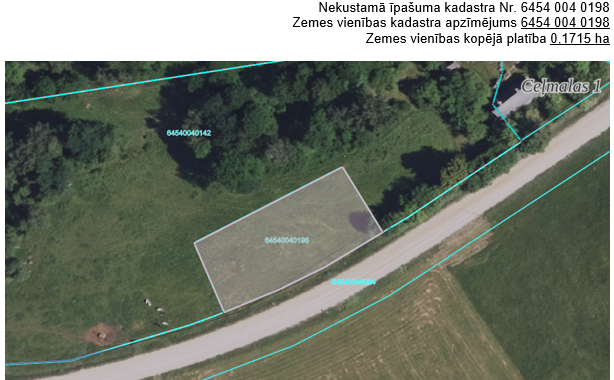 Nekustamā īpašuma kadastra Nr. 6454 004 0198
Zemes vienības kadastra apzīmējums 6454 004 0198
Zemes vienības kopējā platība 0,1715 ha
Ceļmalas 1
64540040142
64540040198